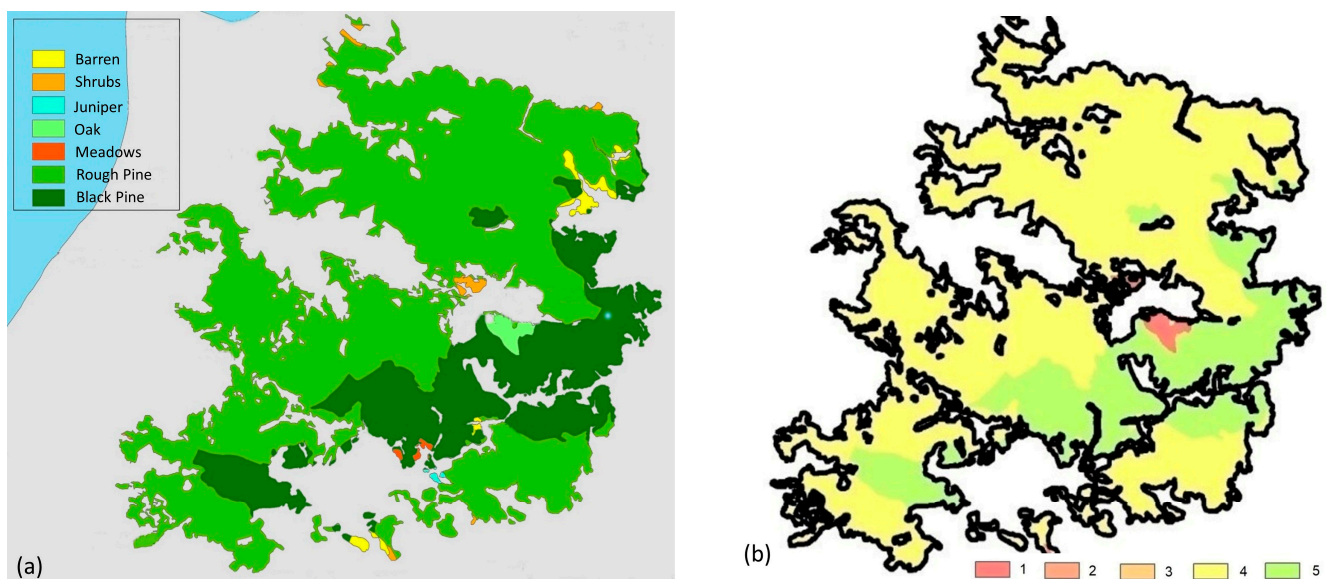 Barren
Shrubs
Juniper
Oak
Meadows
Rough Pine
Black Pine
(a)
(b)
1 2 3 4 5